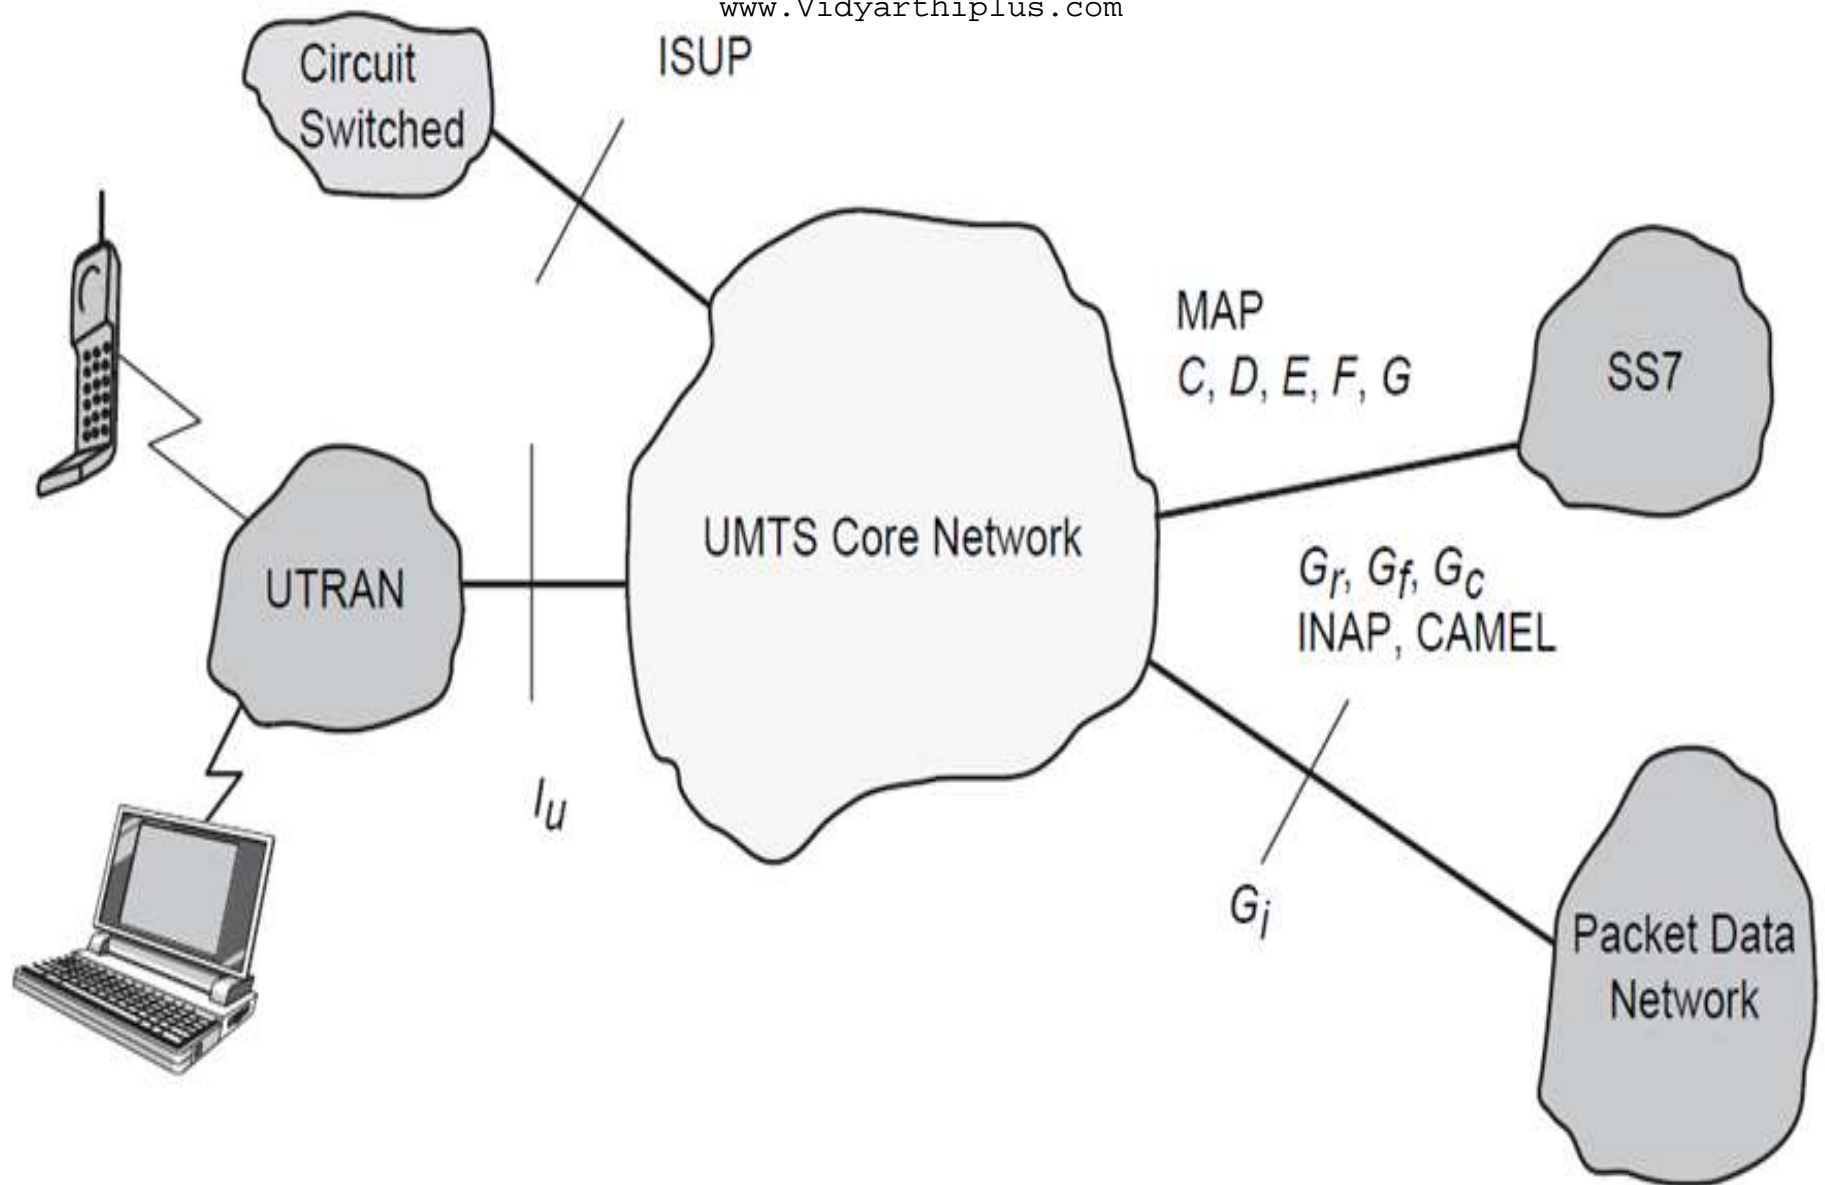 www.Vidyarthiplus.com
Circuit
Switched
ISUP
MAP
C, D, E, F, G
SS7
UMTS Core Network
UTRAN
Gr, Gf, Gc
INAP, CAMEL
Iu
Gi
Packet Data
Network